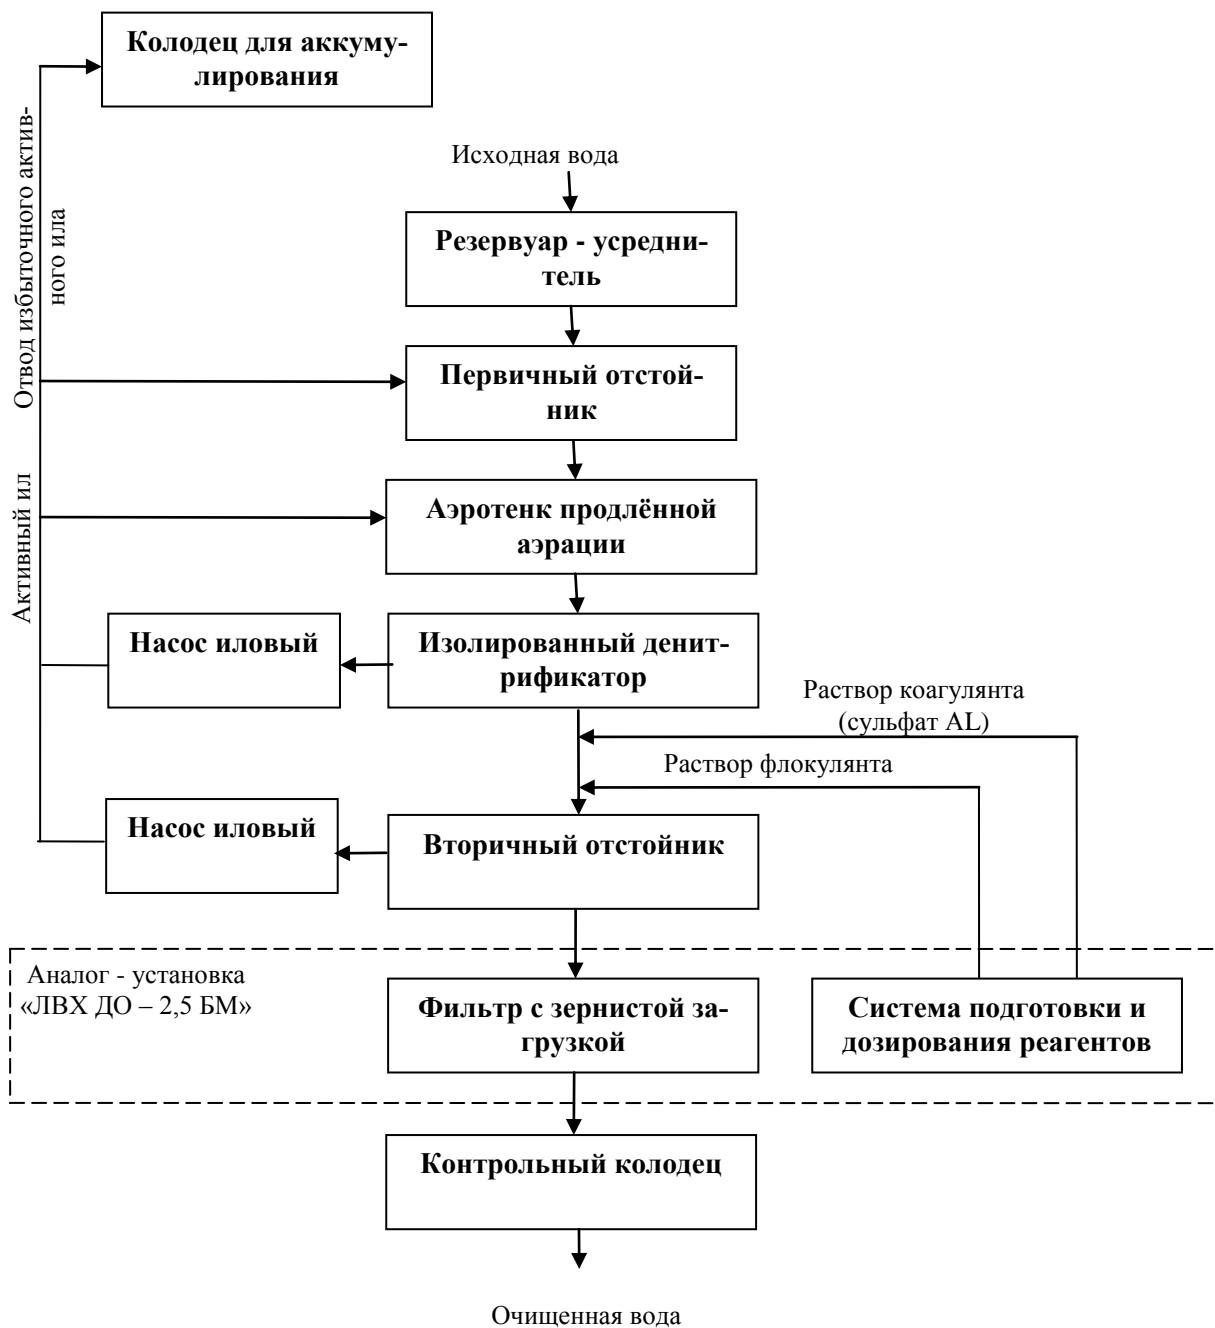 Колодец для аккуму-
лирования
Отвод избыточного актив-
ного ила
Исходная вода
Резервуар - усредни-
тель
Первичный отстой-
ник
Активный ил
Аэротенк продлённой
аэрации
Насос иловый
Изолированный денит-
рификатор
Раствор коагулянта
(сульфат AL)
Раствор флокулянта
Насос иловый
Вторичный отстойник
Аналог - установка
«ЛВХ ДО – 2,5 БМ»
Фильтр с зернистой за-
грузкой
Система подготовки и
дозирования реагентов
Контрольный колодец
Очищенная вода